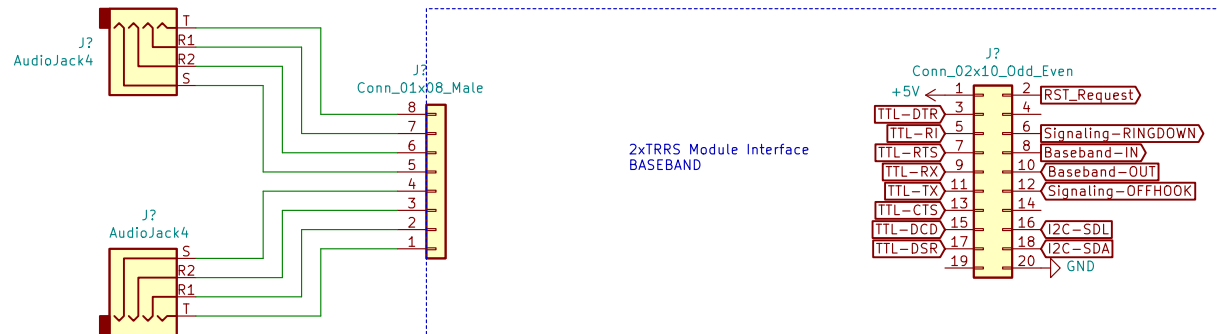 J?
AudioJack4
T
R1
R2
S
J?
Conn_01x08_Male
8
7
6
5
4
3
2
1
J?
AudioJack4
S
R2
R1
T
2xTRRS Module Interface
BASEBAND
J?
Conn_02x10_Odd_Even
+5V 1 2 RST_Request
TTL-DTR 3 4
TTL-RI 5 6 Signaling-RINGDOWN
TTL-RTS 7 8 Baseband-IN
TTL-RX 9 10 Baseband-OUT
TTL-TX 11 12 Signaling-OFFHOOK
TTL-CTS 13 14
TTL-DCD 15 16 I2C-SDL
TTL-DSR 17 18 I2C-SDA
19 20 GND